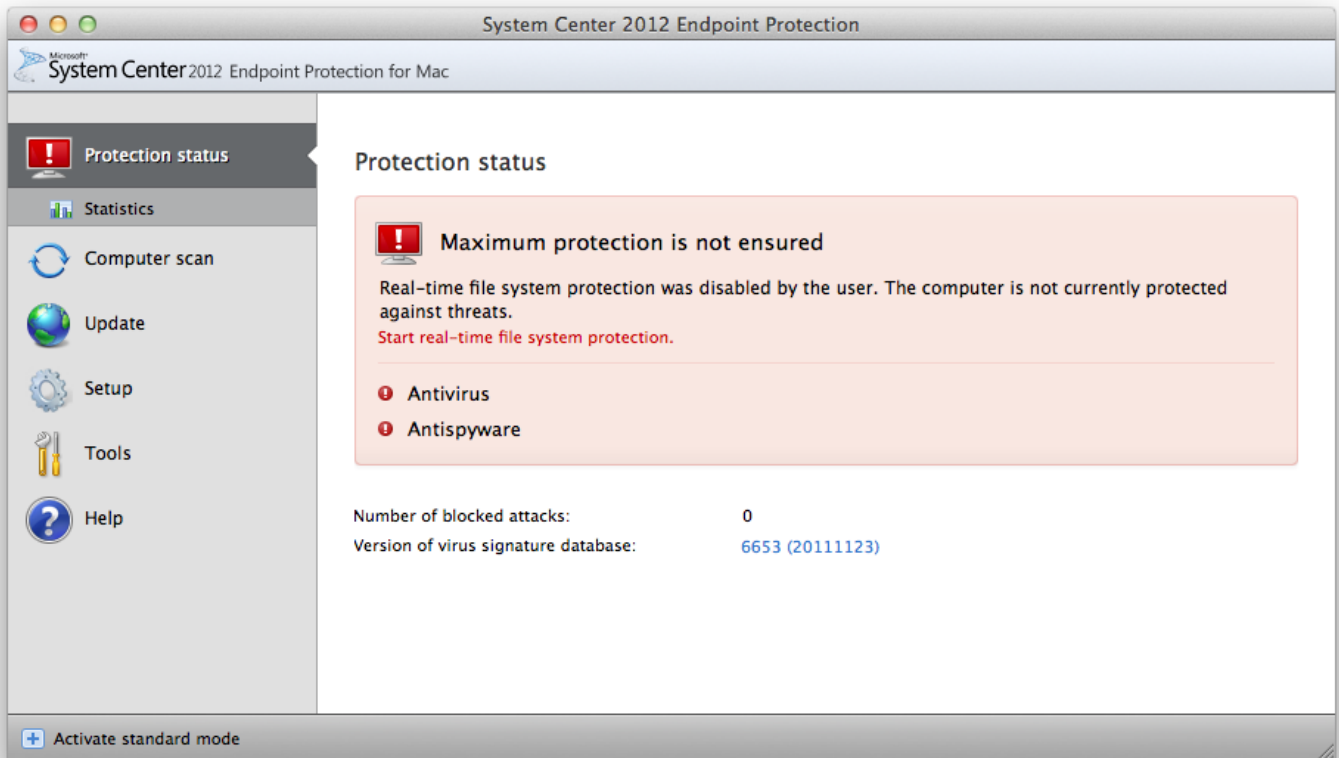 System Center 2012 Endpoint Protection
Microsoft®
System Center 2012 Endpoint Protection for Mac
Protection status
Statistics
Computer scan
Update
Setup
Tools
Help
Protection status
Maximum protection is not ensured
Real-time file system protection was disabled by the user. The computer is not currently protected
against threats.
Start real-time file system protection.
Antivirus
Antispyware
Number of blocked attacks: 0
Version of virus signature database: 6653 (20111123)
Activate standard mode